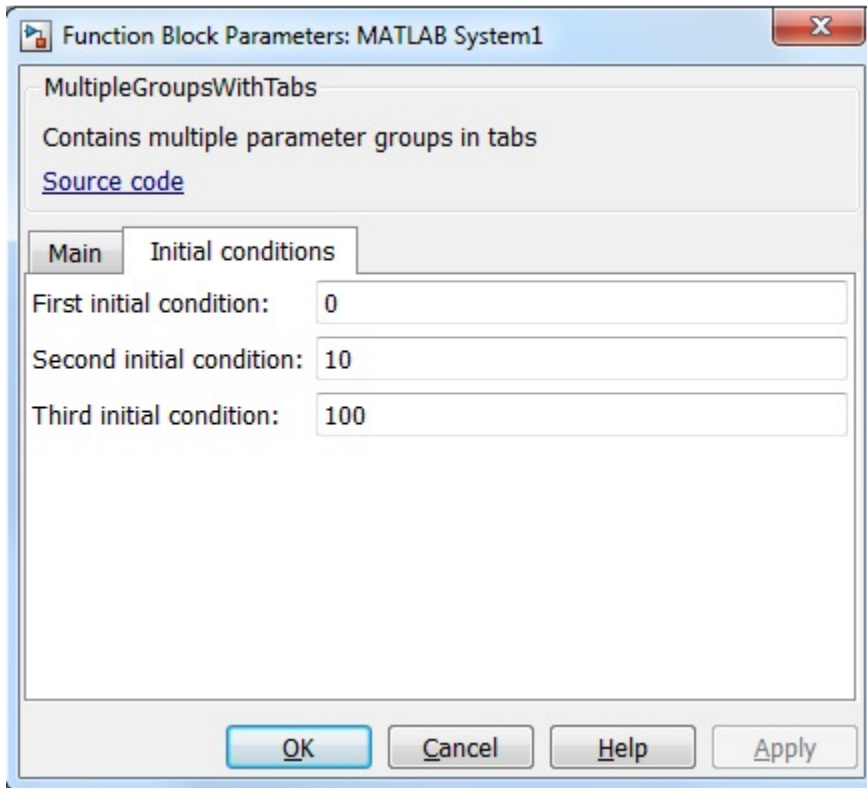 Function Block Parameters: MATLAB System1
MultipleGroupsWithTabs
Contains multiple parameter groups in tabs
Source code
Main Initial conditions
First initial condition: 0
Second initial condition: 10
Third initial condition: 100
OK Cancel Help Apply